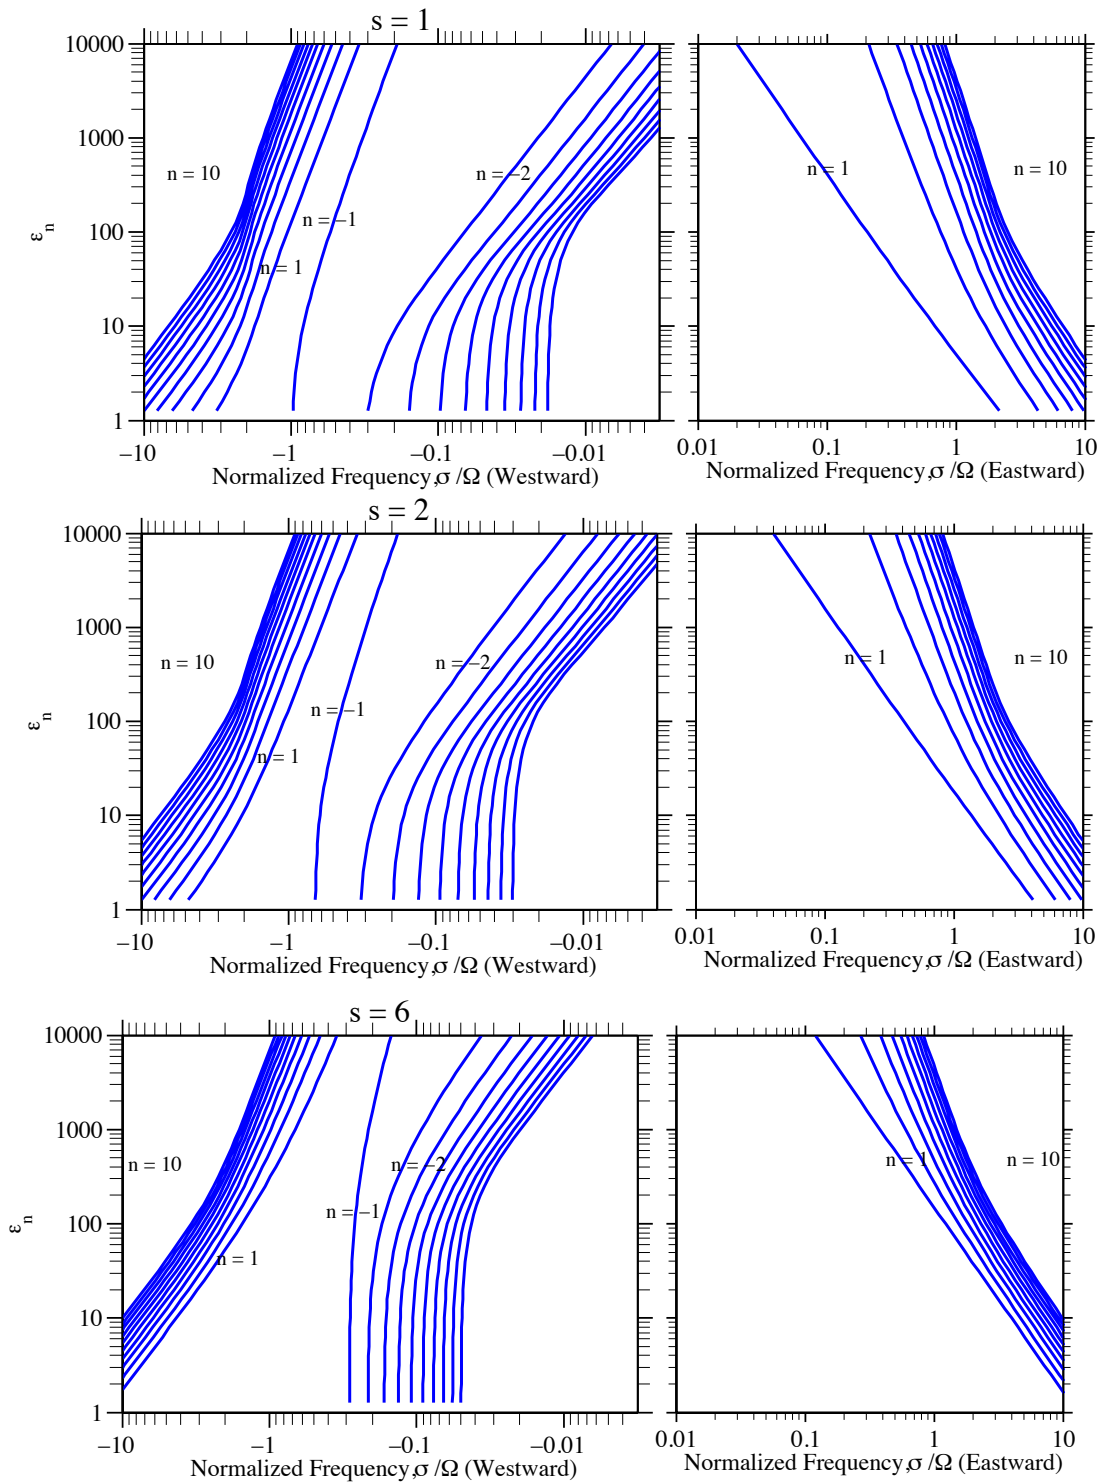 s = 1
10000
1000
100
10
1
ε_n
n = 10
n = −1
n = 1
n = −2
n = 1
n = 10
−10 −1 −0.1 −0.01 0.01 0.1 1 10
Normalized Frequency,σ /Ω (Westward) Normalized Frequency,σ /Ω (Eastward)
s = 2
10000
1000
100
10
1
ε_n
n = 10
n = −1
n = 1
n = −2
n = 1
n = 10
−10 −1 −0.1 −0.01 0.01 0.1 1 10
Normalized Frequency,σ /Ω (Westward) Normalized Frequency,σ /Ω (Eastward)
s = 6
10000
1000
100
10
1
ε_n
n = 10
n = −1
n = 1
n = −2
n = 1
n = 10
−10 −1 −0.1 −0.01 0.01 0.1 1 10
Normalized Frequency,σ /Ω (Westward) Normalized Frequency,σ /Ω (Eastward)